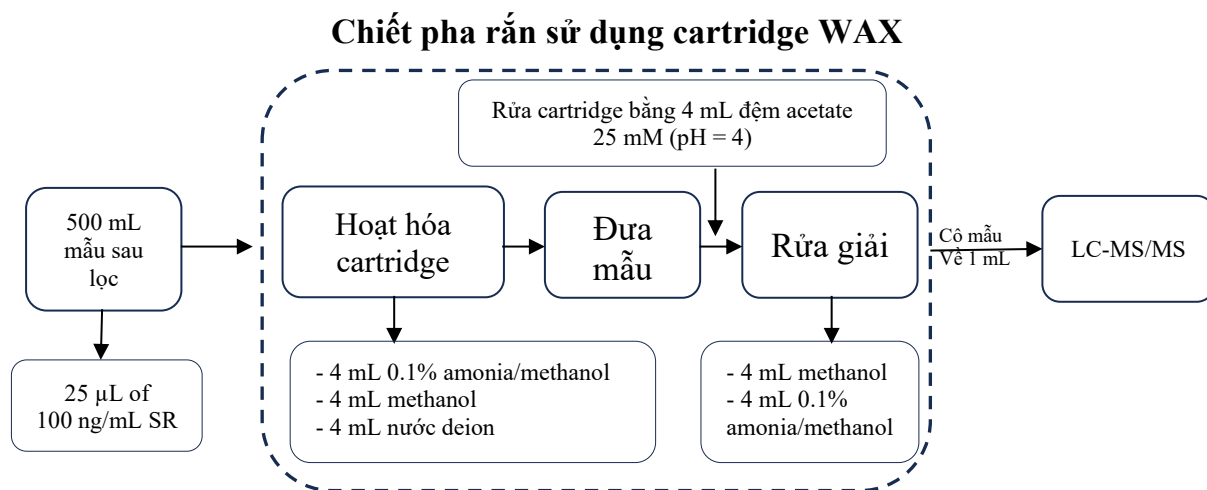 Chiết pha rắn sử dụng cartridge WAX
Rửa cartridge bằng 4 mL đệm acetate
25 mM (pH = 4)
500 mL
mẫu sau
lọc
Hoạt hóa
cartridge
Đưa
mẫu
Rửa giải
Cô mẫu
Về 1 mL
LC-MS/MS
25 µL of
100 ng/mL SR
- 4 mL 0.1% amonia/methanol
- 4 mL methanol
- 4 mL nước deion
- 4 mL methanol
- 4 mL 0.1%
amonia/methanol